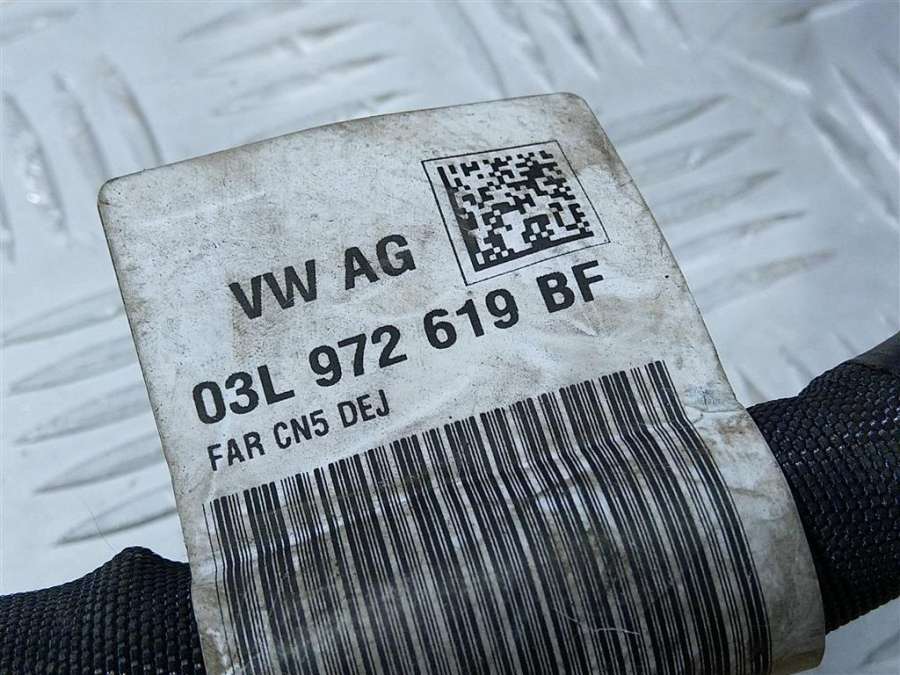 VW AG
03L 972 619 BF
FAR CN5 DEJ